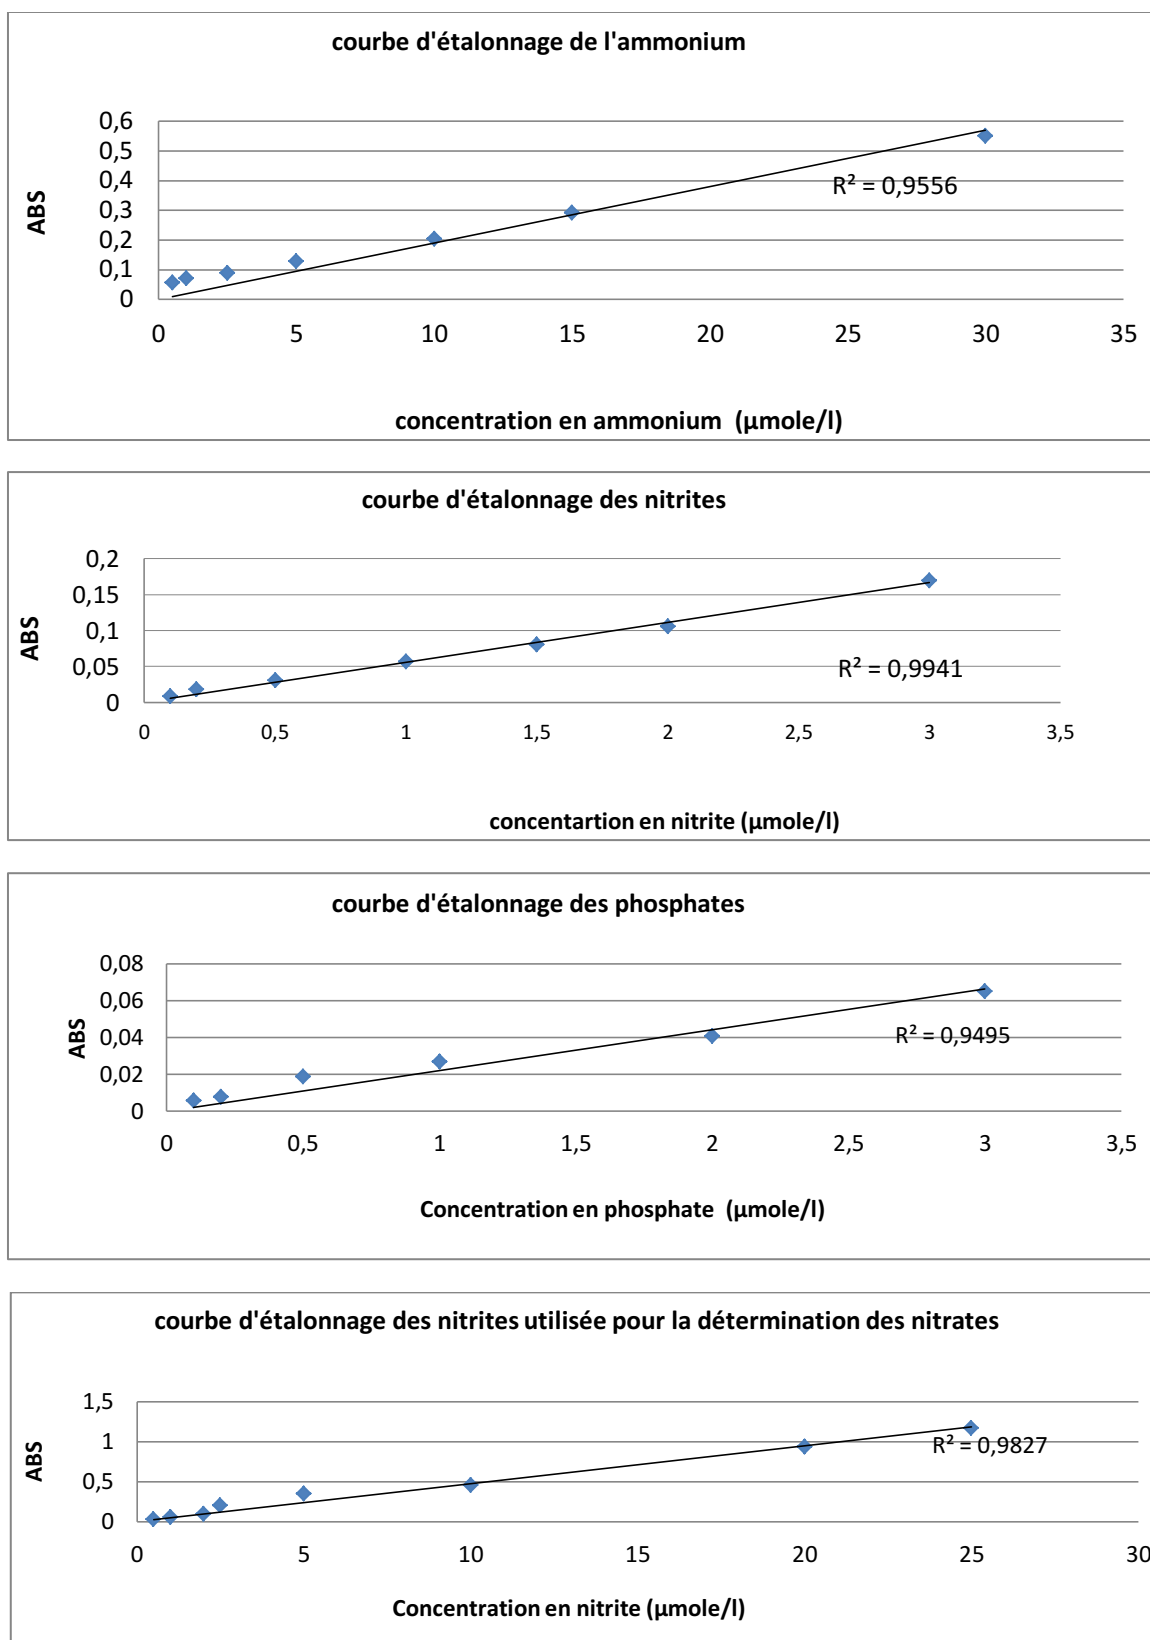 courbe d'étalonnage de l'ammonium
0,6
0,5
0,4
0,3
0,2
0,1
0
ABS
R² = 0,9556
0 5 10 15 20 25 30 35
concentration en ammonium (µmole/l)
courbe d'étalonnage des nitrites
0,2
0,15
0,1
0,05
0
ABS
R² = 0,9941
0 0,5 1 1,5 2 2,5 3 3,5
concentartion en nitrite (µmole/l)
courbe d'étalonnage des phosphates
0,08
0,06
0,04
0,02
0
ABS
R² = 0,9495
0 0,5 1 1,5 2 2,5 3 3,5
Concentration en phosphate (µmole/l)
courbe d'étalonnage des nitrites utilisée pour la détermination des nitrates
1,5
1
0,5
0
ABS
R² = 0,9827
0 5 10 15 20 25 30
Concentration en nitrite (µmole/l)